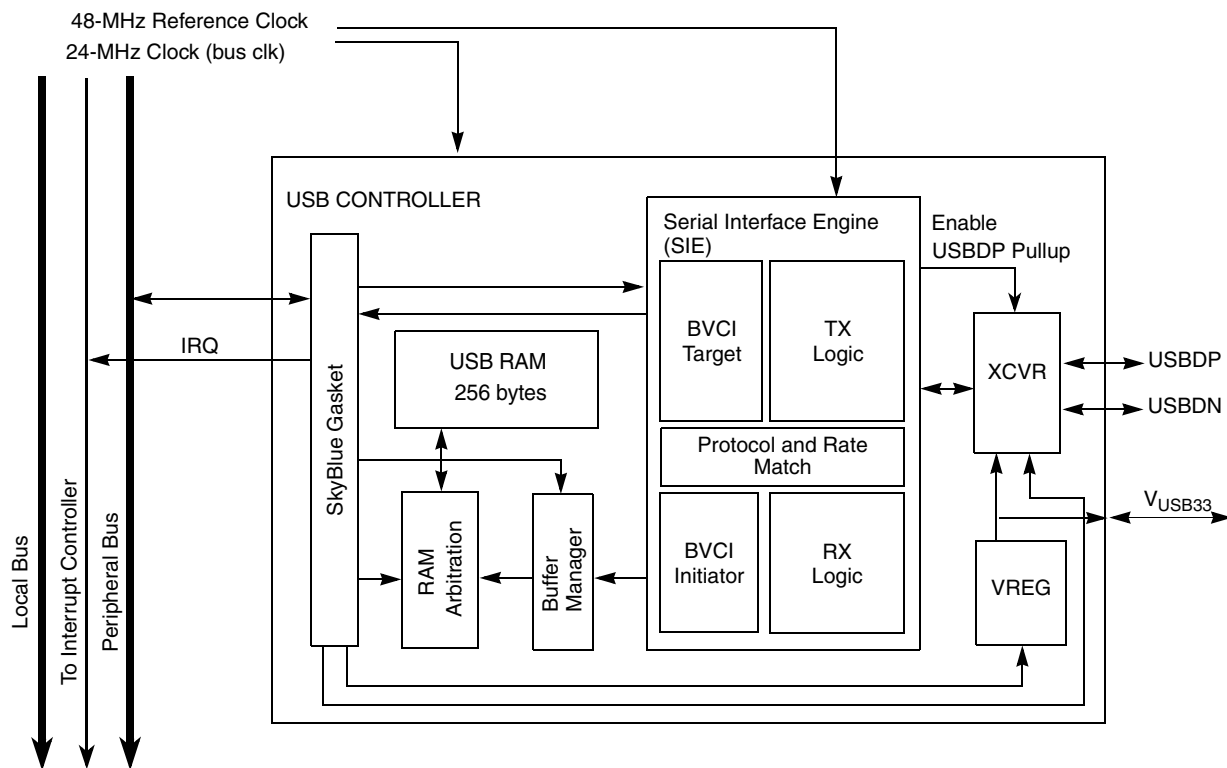 48-MHz Reference Clock
24-MHz Clock (bus clk)
USB CONTROLLER
Serial Interface Engine
(SIE)
Enable
USBDP Pullup
BVCI
Target
TX
Logic
XCVR
USBDP
USBDN
IRQ
USB RAM
256 bytes
SkyBlue Gasket
Protocol and Rate
Match
RAM
Arbitration
Buffer
Manager
BVCI
Initiator
RX
Logic
VREG
VUSB33
Local Bus
To Interrupt Controller
Peripheral Bus